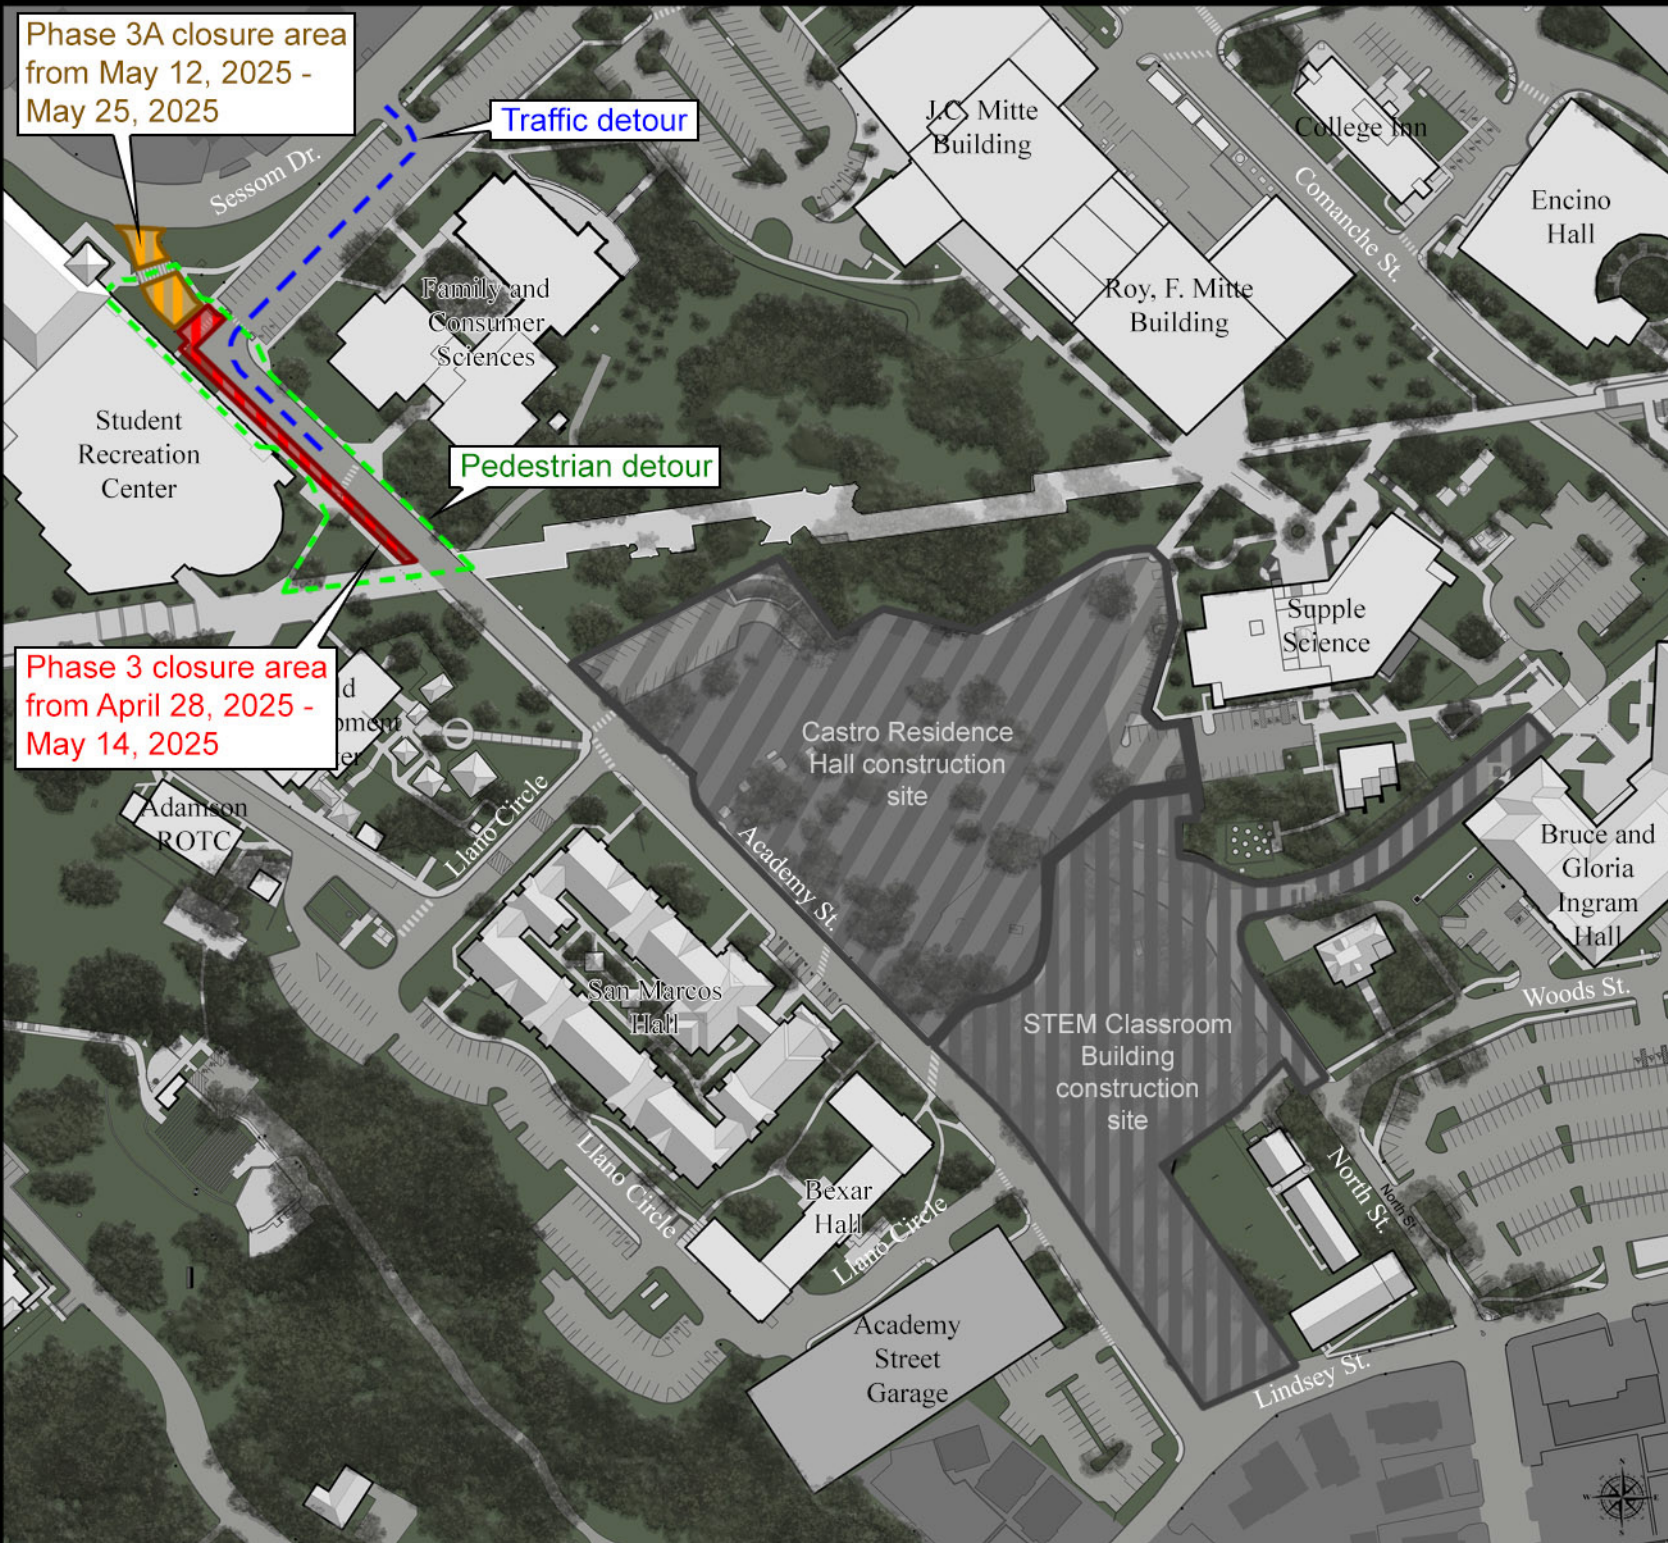 Phase 3A closure area
from May 12, 2025 -
May 25, 2025
Traffic detour
Sessom Dr.
J.C. Mitte
Building
College Inn
Comanche St.
Encino
Hall
Family and
Consumer
Sciences
Roy, F. Mitte
Building
Student
Recreation
Center
Pedestrian detour
Supple
Science
Phase 3 closure area
from April 28, 2025 -
May 14, 2025
ld
pment
er
Castro Residence
Hall construction
site
Adamson
ROTC
Llano Circle
Academy St.
Bruce and
Gloria
Ingram
Hall
San Marcos
Hall
Woods St.
STEM Classroom
Building
construction
site
Llano Circle
Bexar
Hall
Llano Circle
North St.
North St.
Academy
Street
Garage
Lindsey St.
N
W
E
S